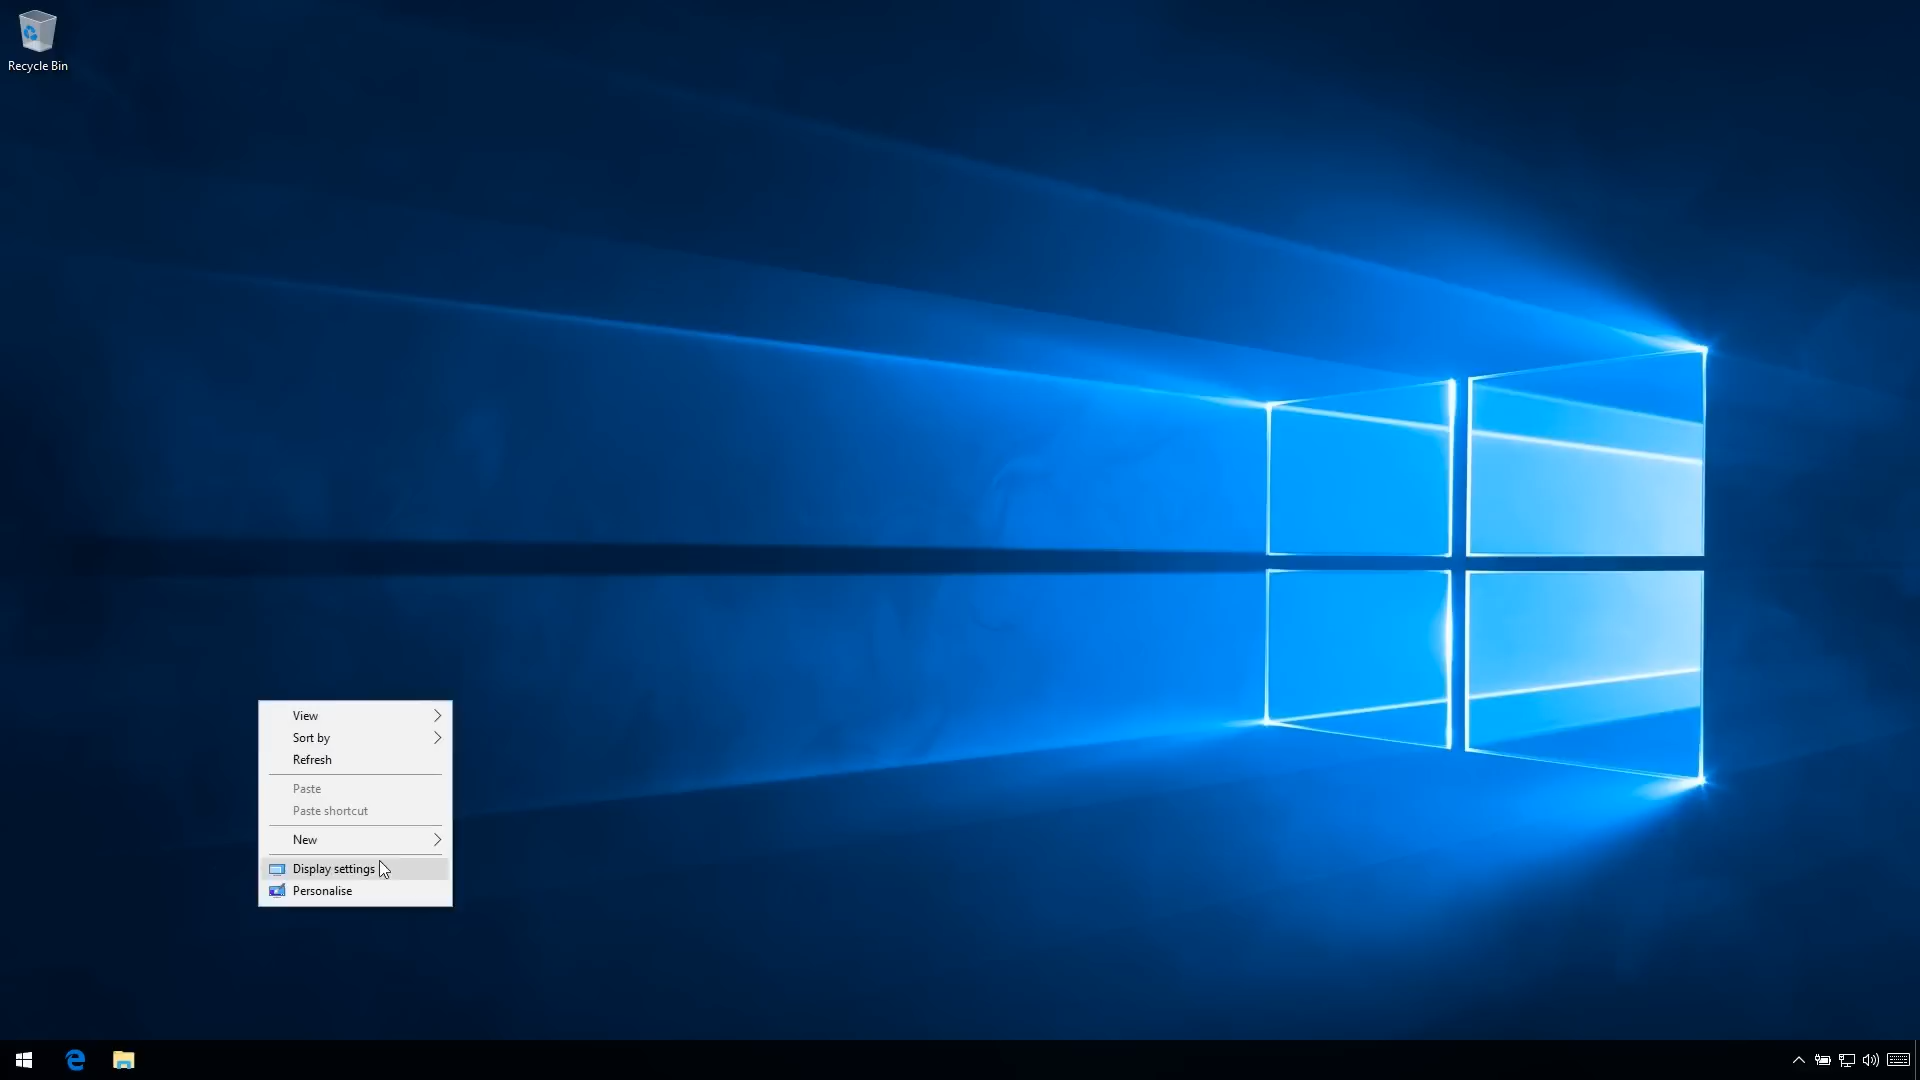 Recycle Bin
View
Sort by
Refresh
Paste
Paste shortcut
New
Display settings
Personalise